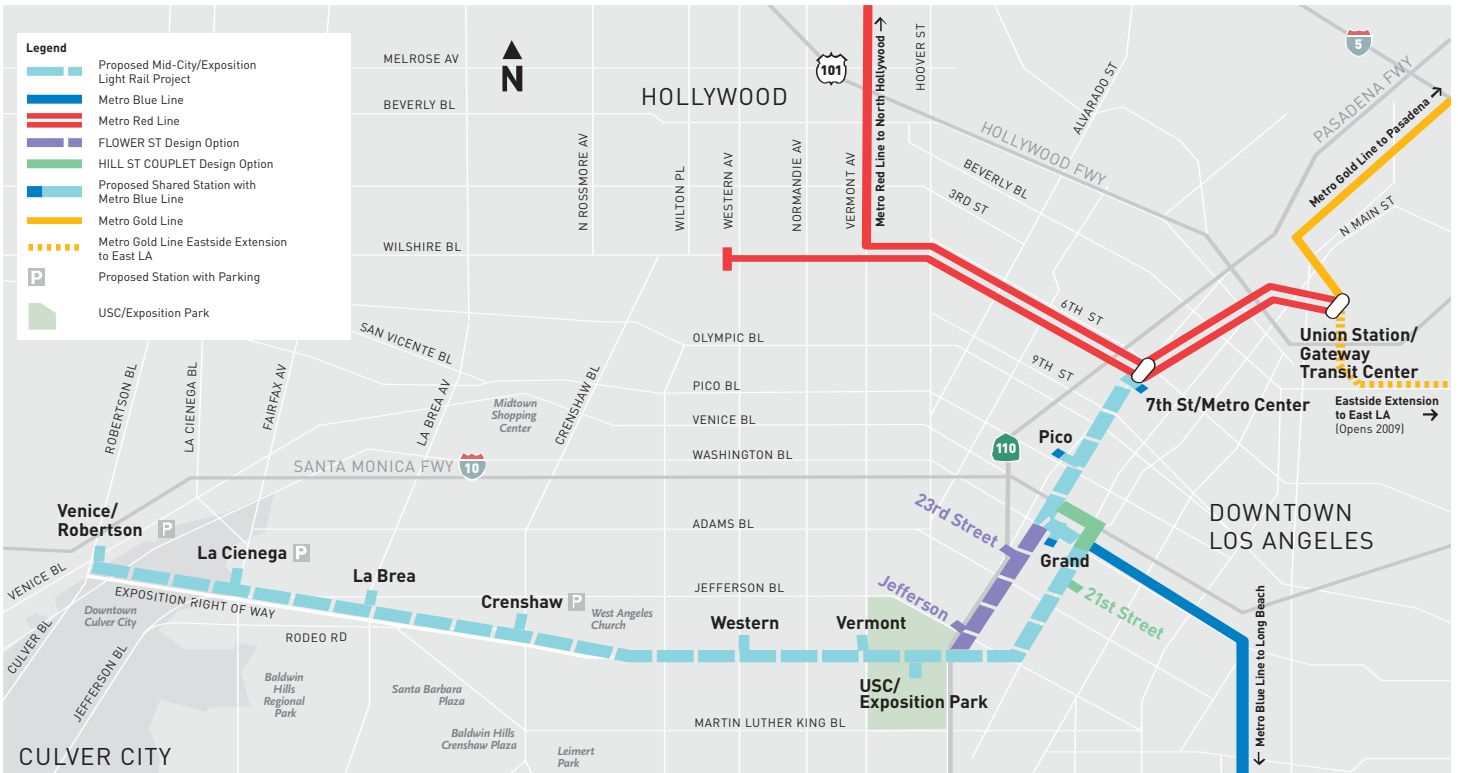 Legend
Proposed Mid-City/Exposition
Light Rail Project
Metro Blue Line
Metro Red Line
FLOWER ST Design Option
HILL ST COUPLET Design Option
Proposed Shared Station with
Metro Blue Line
Metro Gold Line
Metro Gold Line Eastside Extension
to East LA
P
Proposed Station with Parking
USC/Exposition Park
N
MELROSE AV
BEVERLY BL
WILSHIRE BL
HOLLYWOOD
101
5
HOOVER ST
ALVARADO ST
PASADENA FWY
HOLLYWOOD FWY
N ROSSMORE AV
WILTON PL
WESTERN AV
NORMANDIE AV
VERMONT AV
Metro Red Line to North Hollywood →
BEVERLY BL
3RD ST
Metro Gold Line to Pasadena →
N MAIN ST
6TH ST
9TH ST
Union Station/
Gateway
Transit Center
7th St/Metro Center
Eastside Extension
to East LA →
(Opens 2009)
SAN VICENTE BL
OLYMPIC BL
PICO BL
VENICE BL
WASHINGTON BL
ROBERTSON BL
LA CIENEGA BL
FAIRFAX AV
LA BREA AV
CRENSHAW BL
Midtown
Shopping
Center
SANTA MONICA FWY
10
110
Pico
23rd Street
Grand
DOWNTOWN
LOS ANGELES
Venice/
Robertson P
La Cienega P
La Brea
Crenshaw P
West Angeles
Church
ADAMS BL
JEFFERSON BL
Jefferson
21st Street
VENICE BL
EXPOSITION RIGHT OF WAY
Downtown
Culver City
CULVER BL
JEFFERSON BL
RODEO RD
Western
Vermont
USC/
Exposition Park
Baldwin
Hills
Regional
Park
Santa Barbara
Plaza
Baldwin Hills
Crenshaw Plaza
Leimert
Park
MARTIN LUTHER KING BL
← Metro Blue Line to Long Beach
CULVER CITY